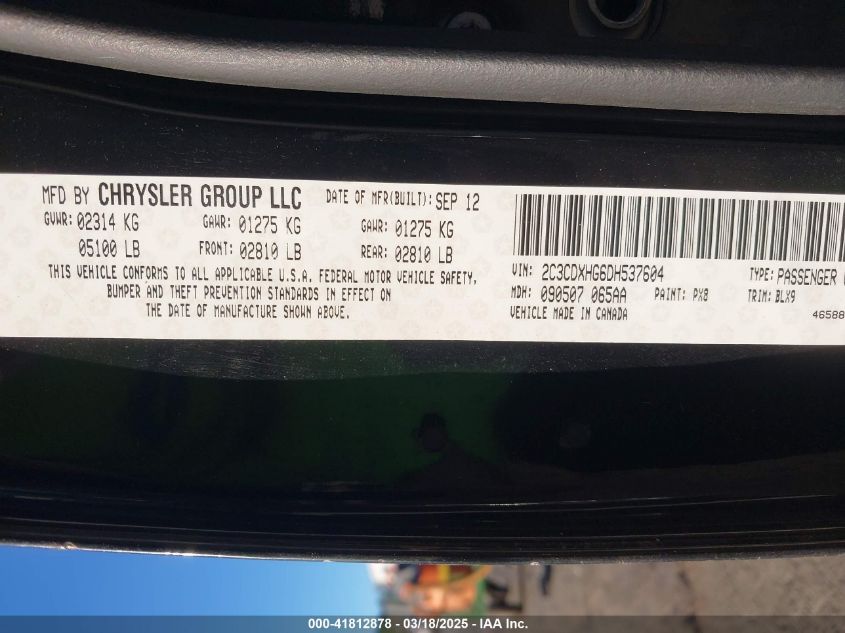 MFD BY CHRYSLER GROUP LLC DATE OF MFR(BUILT): SEP 12
GVWR: 02314 KG GAWR: 01275 KG GAWR: 01275 KG
05100 LB FRONT: 02810 LB REAR: 02810 LB
THIS VEHICLE CONFORMS TO ALL APPLICABLE U.S.A. FEDERAL MOTOR VEHICLE SAFETY,
BUMPER AND THEFT PREVENTION STANDARDS IN EFFECT ON
THE DATE OF MANUFACTURE SHOWN ABOVE.
VIN: 2C3CDXHG6DH537604 TYPE: PASSENGER
MDH: 090507 065AA PAINT: PX8 TRIM: BLX9
VEHICLE MADE IN CANADA 46588
000-41812878 - 03/18/2025 - IAA Inc.